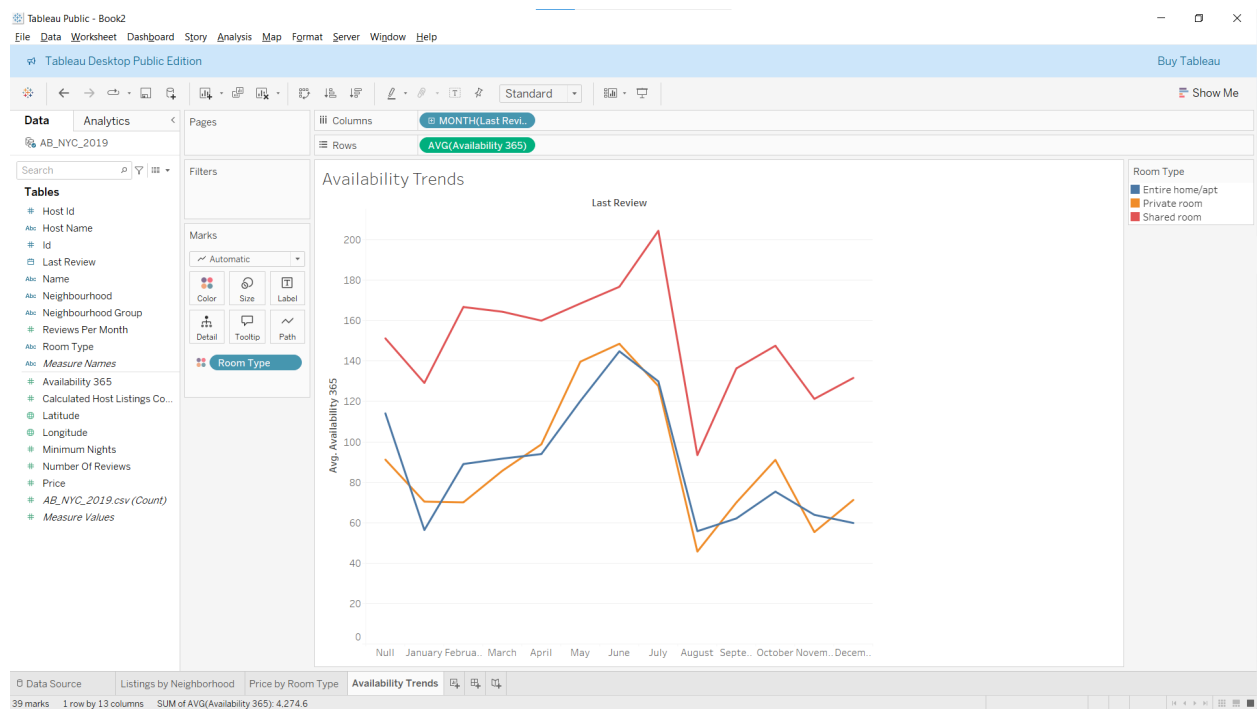 Tableau Public - Book2
File Data Worksheet Dashboard Story Analysis Map Format Server Window Help
Tableau Desktop Public Edition
Buy Tableau
Standard
Show Me
Data
Analytics
AB_NYC_2019
Search
Tables
# Host Id
Abc Host Name
# Id
Last Review
Abc Name
Abc Neighbourhood
Abc Neighbourhood Group
# Reviews Per Month
Abc Room Type
Abc Measure Names
# Availability 365
# Calculated Host Listings Co...
Latitude
Longitude
# Minimum Nights
# Number Of Reviews
# Price
# AB_NYC_2019.csv (Count)
# Measure Values
Pages
Filters
Marks
Automatic
Color Size Label
Detail Tooltip Path
Room Type
Columns
MONTH(Last Revi..
Rows
AVG(Availability 365)
Availability Trends
Last Review
Avg. Availability 365
200
180
160
140
120
100
80
60
40
20
0
Null January Februa.. March April May June July August Septe.. October Novem.. Decem..
Room Type
Entire home/apt
Private room
Shared room
Data Source Listings by Neighborhood Price by Room Type Availability Trends
39 marks 1 row by 13 columns SUM of AVG(Availability 365): 4,274.6